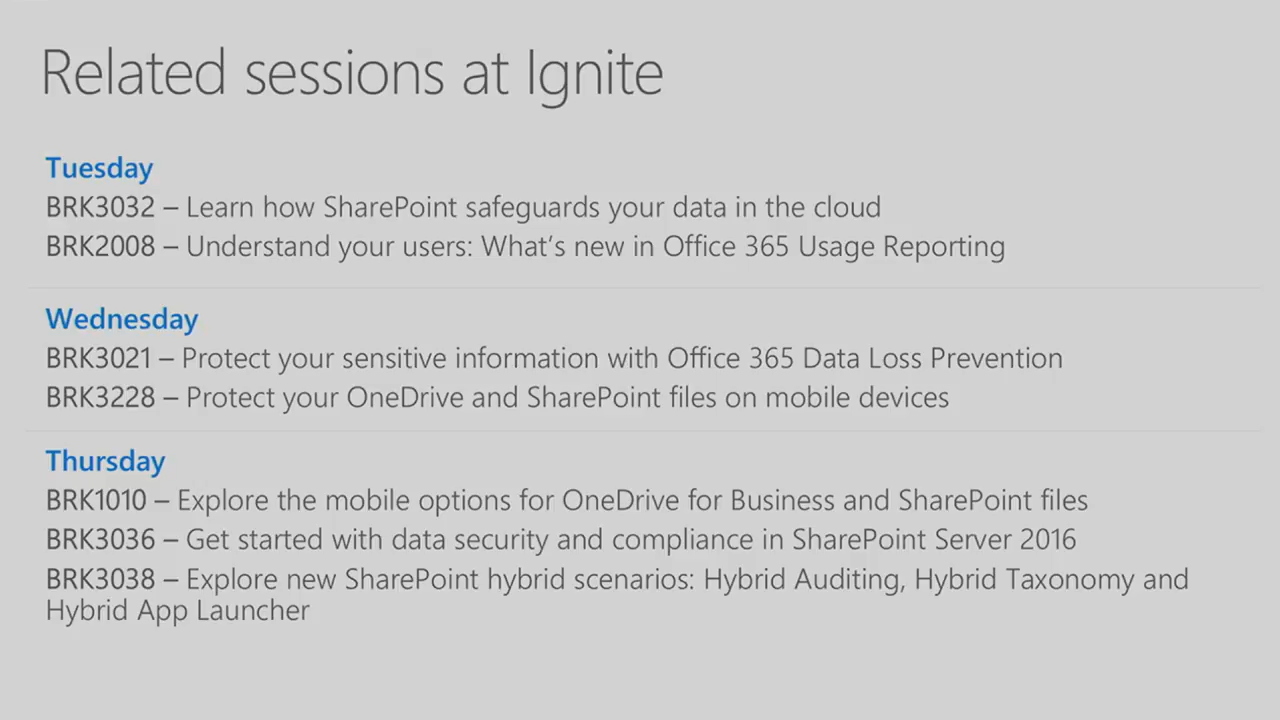 Related sessions at Ignite
Tuesday
BRK3032 – Learn how SharePoint safeguards your data in the cloud
BRK2008 – Understand your users: What's new in Office 365 Usage Reporting
Wednesday
BRK3021 – Protect your sensitive information with Office 365 Data Loss Prevention
BRK3228 – Protect your OneDrive and SharePoint files on mobile devices
Thursday
BRK1010 – Explore the mobile options for OneDrive for Business and SharePoint files
BRK3036 – Get started with data security and compliance in SharePoint Server 2016
BRK3038 – Explore new SharePoint hybrid scenarios: Hybrid Auditing, Hybrid Taxonomy and
Hybrid App Launcher